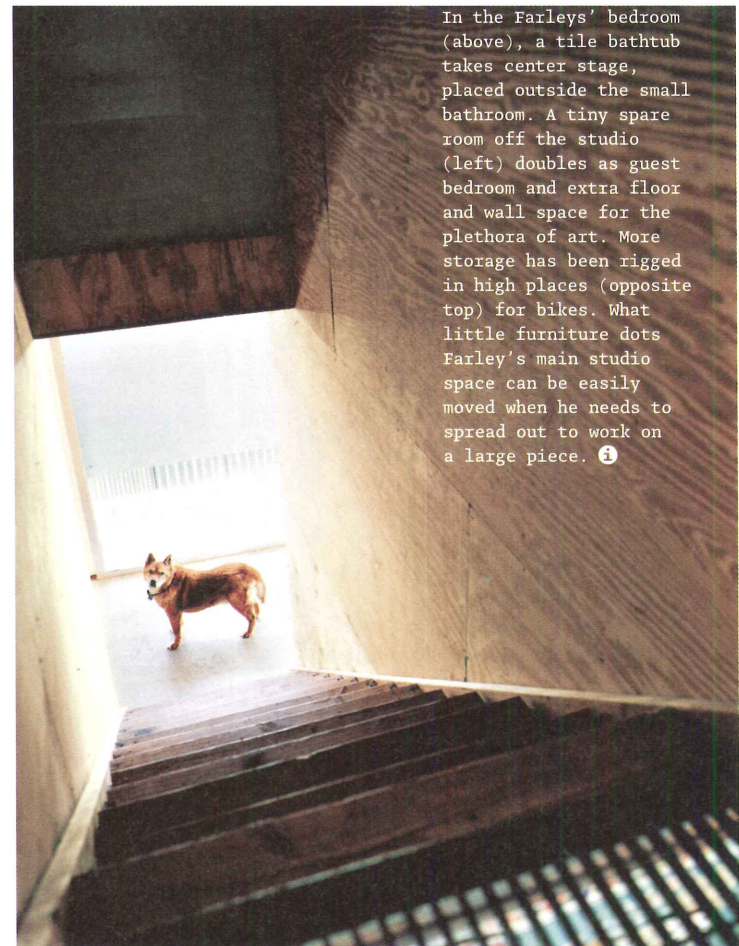 In the Farleys’ bedroom
(above), a tile bathtub
takes center stage,
placed outside the small
bathroom. A tiny spare
room off the studio
(left) doubles as guest
bedroom and extra floor
and wall space for the
plethora of art. More
storage has been rigged
in high places (opposite
top) for bikes. What
little furniture dots
Farley’s main studio
space can be easily
moved when he needs to
spread out to work on
a large piece. i